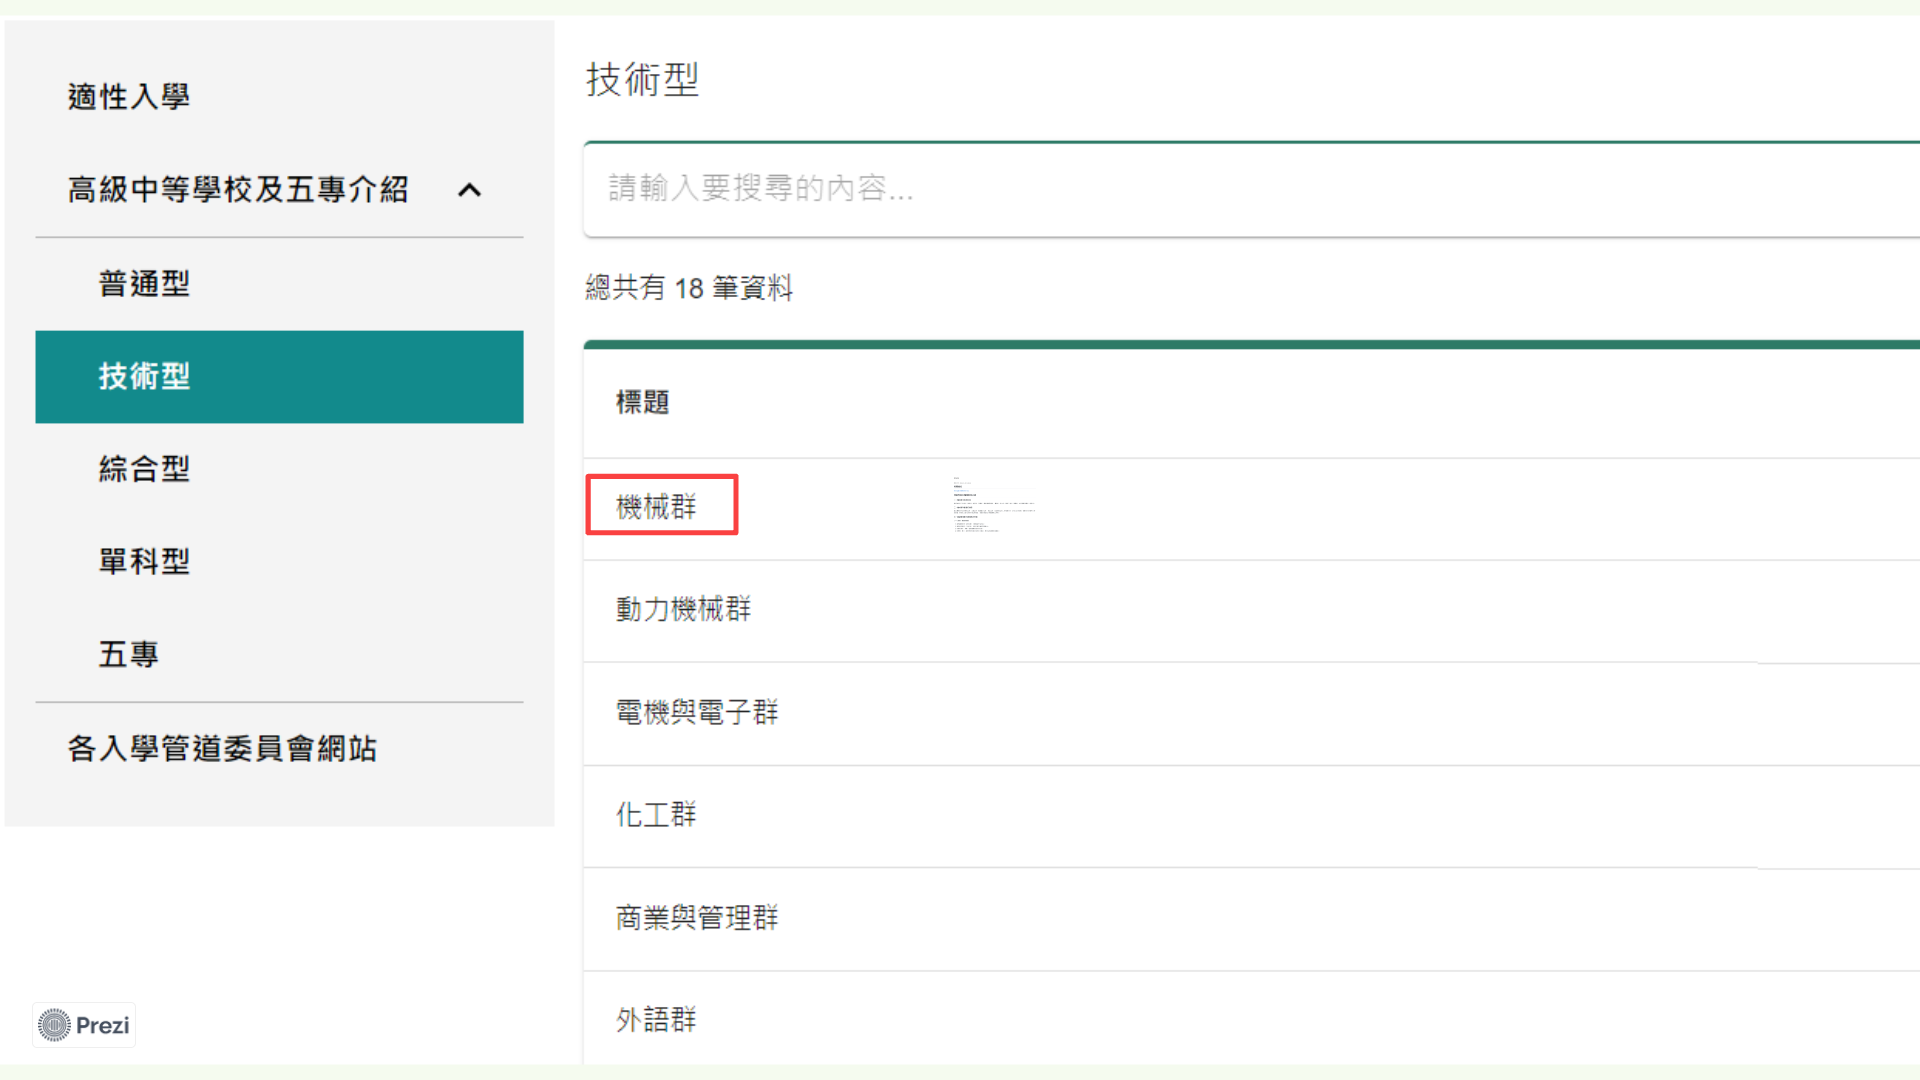 適性入學
高級中等學校及五專介紹
普通型
技術型
綜合型
單科型
五專
各入學管道委員會網站
技術型
請輸入要搜尋的內容...
總共有 18 筆資料
標題
機械群
動力機械群
電機與電子群
化工群
商業與管理群
外語群
Prezi